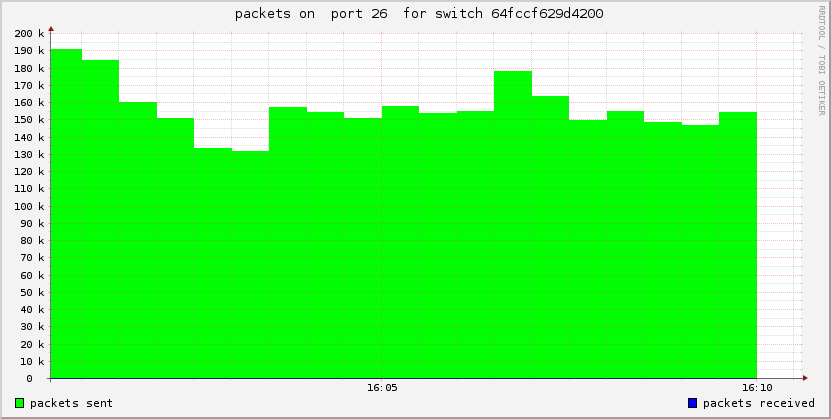 packets on  port 26  for switch 64fccf629d4200
RRDTOOL / TOBI OETIKER
200 k
190 k
180 k
170 k
160 k
150 k
140 k
130 k
120 k
110 k
100 k
90 k
80 k
70 k
60 k
50 k
40 k
30 k
20 k
10 k
0
16:05
16:10
packets sent
packets received